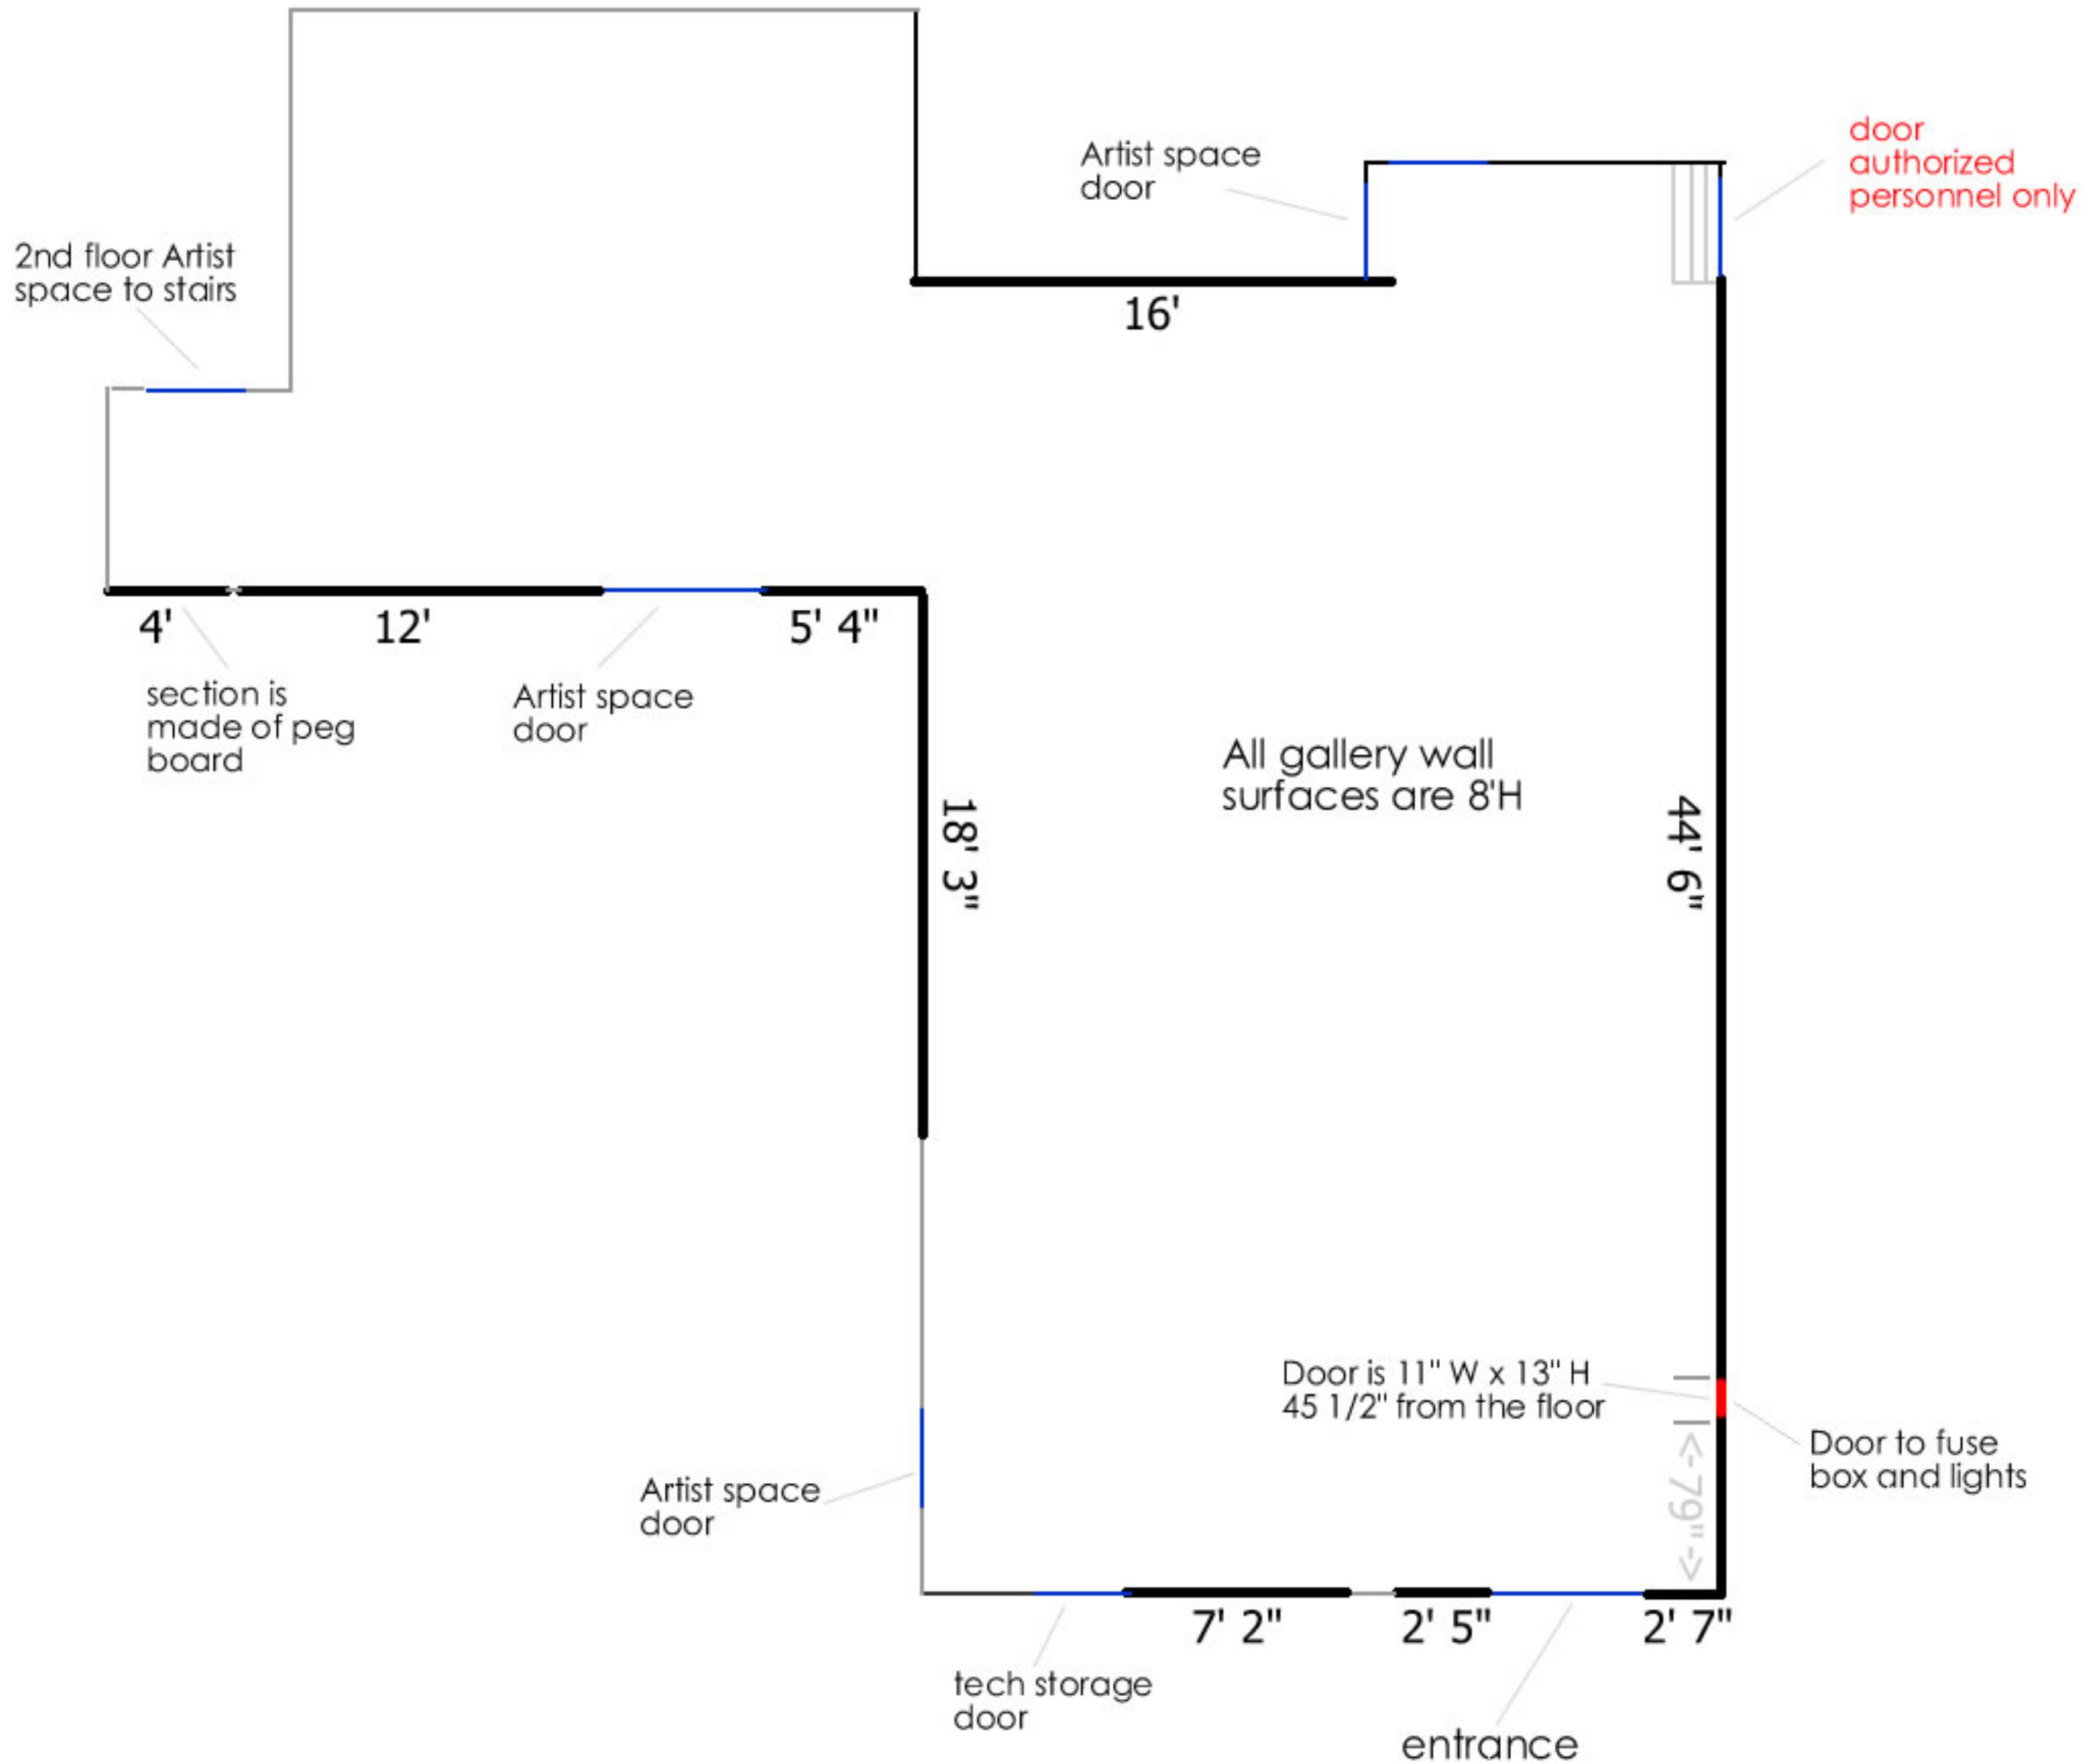 door
authorized
personnel only
Artist space
door
2nd floor Artist
space to stairs
16'
4'
12'
5' 4"
section is
made of peg
board
Artist space
door
All gallery wall
surfaces are 8'H
18' 3"
44' 6"
Door is 11" W x 13" H
45 1/2" from the floor
Door to fuse
box and lights
<-79"->
Artist space
door
7' 2"
2' 5"
2' 7"
tech storage
door
entrance